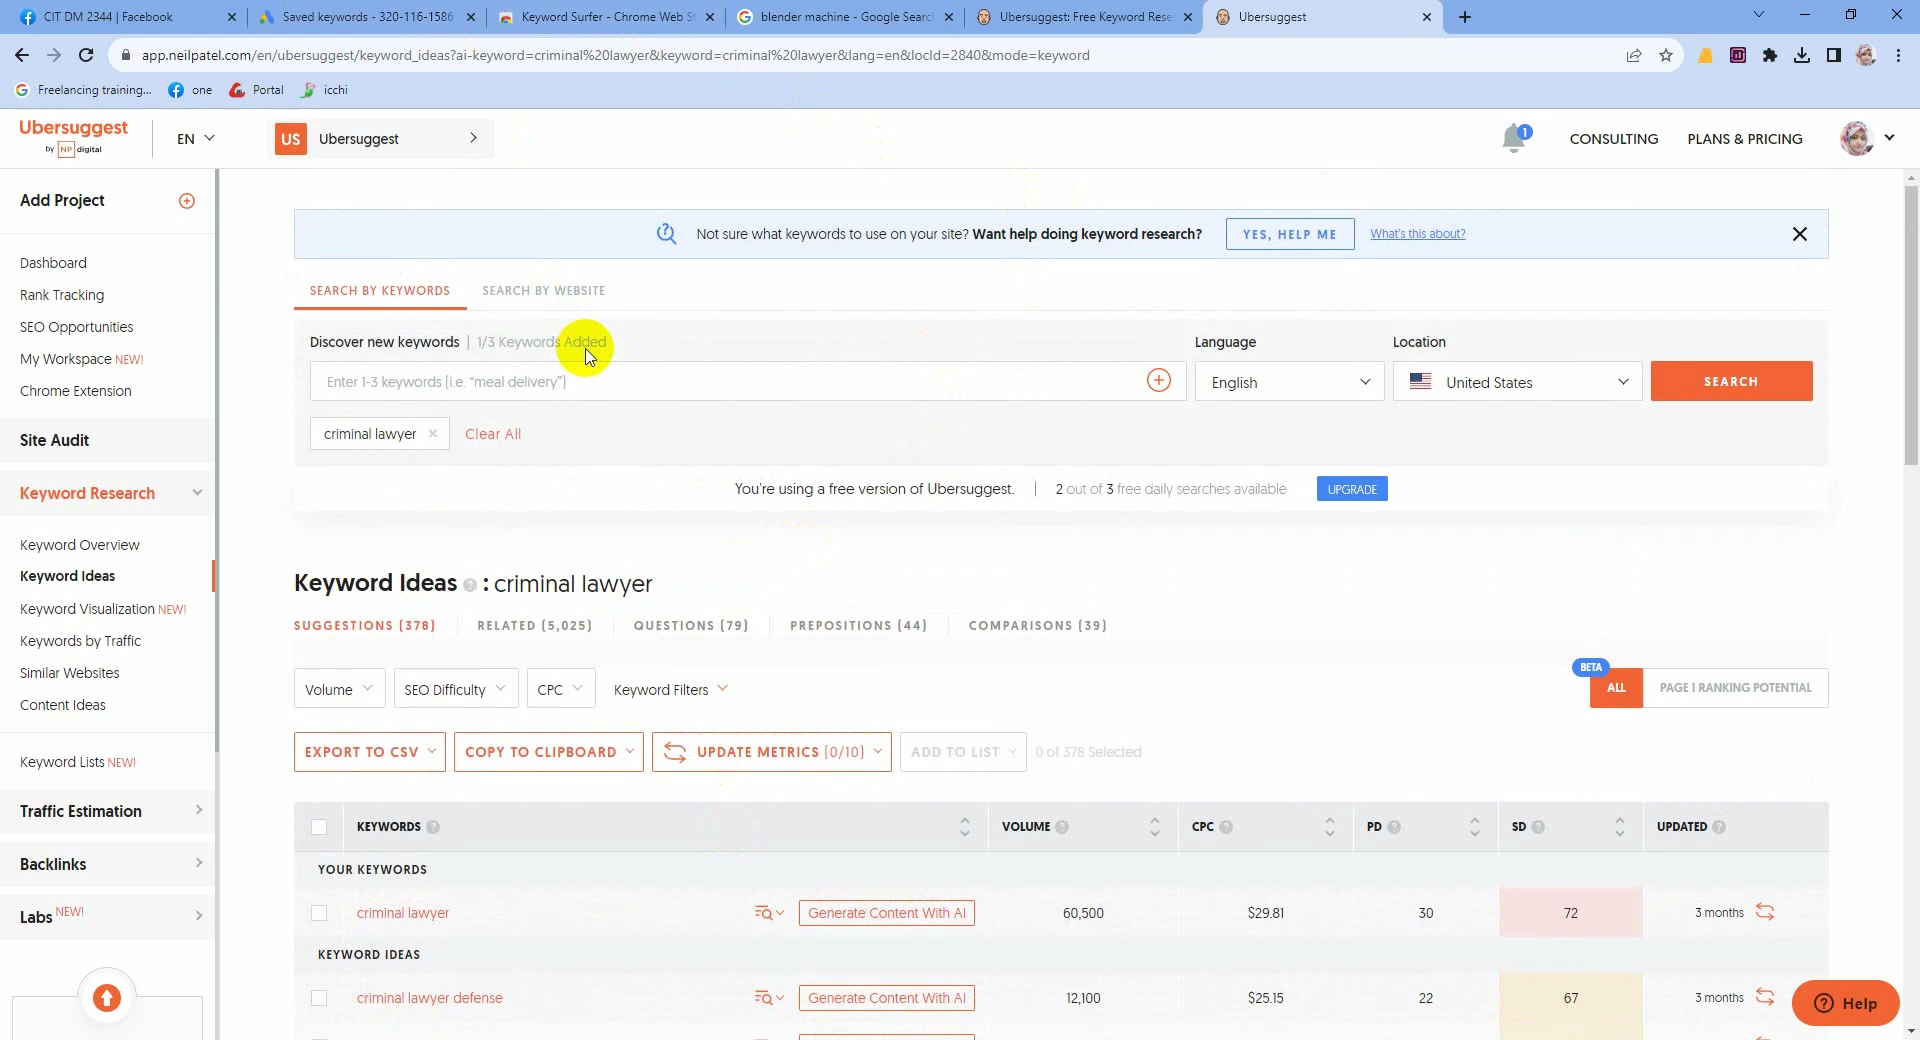 CIT DM 2344 | Facebook
Saved keywords - 320-116-1586
Keyword Surfer - Chrome Web St
blender machine - Google Search
Ubersuggest: Free Keyword Rese
Ubersuggest
app.neilpatel.com/en/ubersuggest/keyword_ideas?ai-keyword=criminal%20lawyer&keyword=criminal%20lawyer&lang=en&locId=2840&mode=keyword
Freelancing training...
one
Portal
icchi
Ubersuggest
by NP digital
EN
US Ubersuggest
1
CONSULTING
PLANS & PRICING
Add Project
Dashboard
Rank Tracking
SEO Opportunities
My Workspace NEW!
Chrome Extension
Site Audit
Keyword Research
Keyword Overview
Keyword Ideas
Keyword Visualization NEW!
Keywords by Traffic
Similar Websites
Content Ideas
Keyword Lists NEW!
Traffic Estimation
Backlinks
Labs NEW!
Not sure what keywords to use on your site? Want help doing keyword research?
YES, HELP ME
What's this about?
SEARCH BY KEYWORDS
SEARCH BY WEBSITE
Discover new keywords | 1/3 Keywords Added
Language
Location
Enter 1-3 keywords (i.e. “meal delivery”)
English
United States
SEARCH
criminal lawyer
Clear All
You're using a free version of Ubersuggest. | 2 out of 3 free daily searches available
UPGRADE
Keyword Ideas : criminal lawyer
SUGGESTIONS (378)
RELATED (5,025)
QUESTIONS (79)
PREPOSITIONS (44)
COMPARISONS (39)
Volume
SEO Difficulty
CPC
Keyword Filters
BETA
ALL
PAGE 1 RANKING POTENTIAL
EXPORT TO CSV
COPY TO CLIPBOARD
UPDATE METRICS (0/10)
ADD TO LIST
0 of 378 Selected
KEYWORDS
VOLUME
CPC
PD
SD
UPDATED
YOUR KEYWORDS
criminal lawyer
Generate Content With AI
60,500
$29.81
30
72
3 months
KEYWORD IDEAS
criminal lawyer defense
Generate Content With AI
12,100
$25.15
22
67
3 months
Help